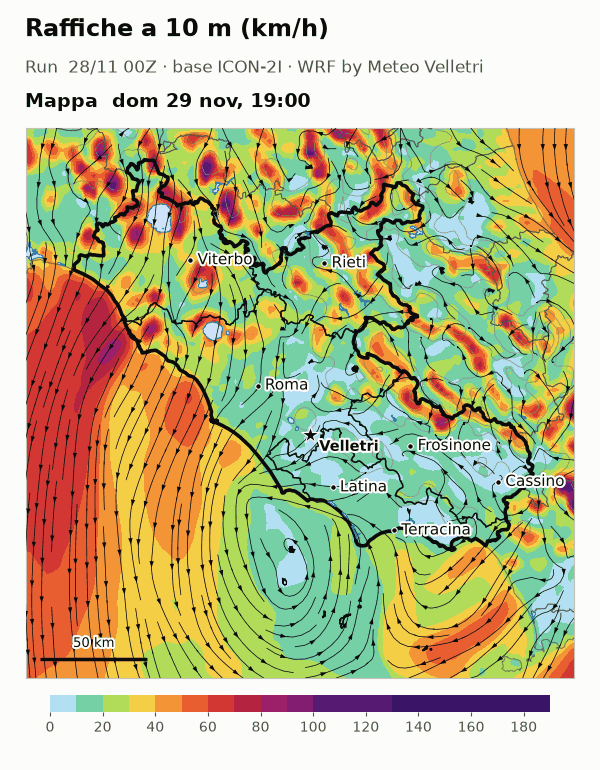 Raffiche a 10 m (km/h)
Run  28/11 00Z · base ICON-2I · WRF by Meteo Velletri
Mappa  dom 29 nov, 19:00
Viterbo
Rieti
Roma
Velletri
Frosinone
Cassino
Latina
Terracina
50 km
0 20 40 60 80 100 120 140 160 180